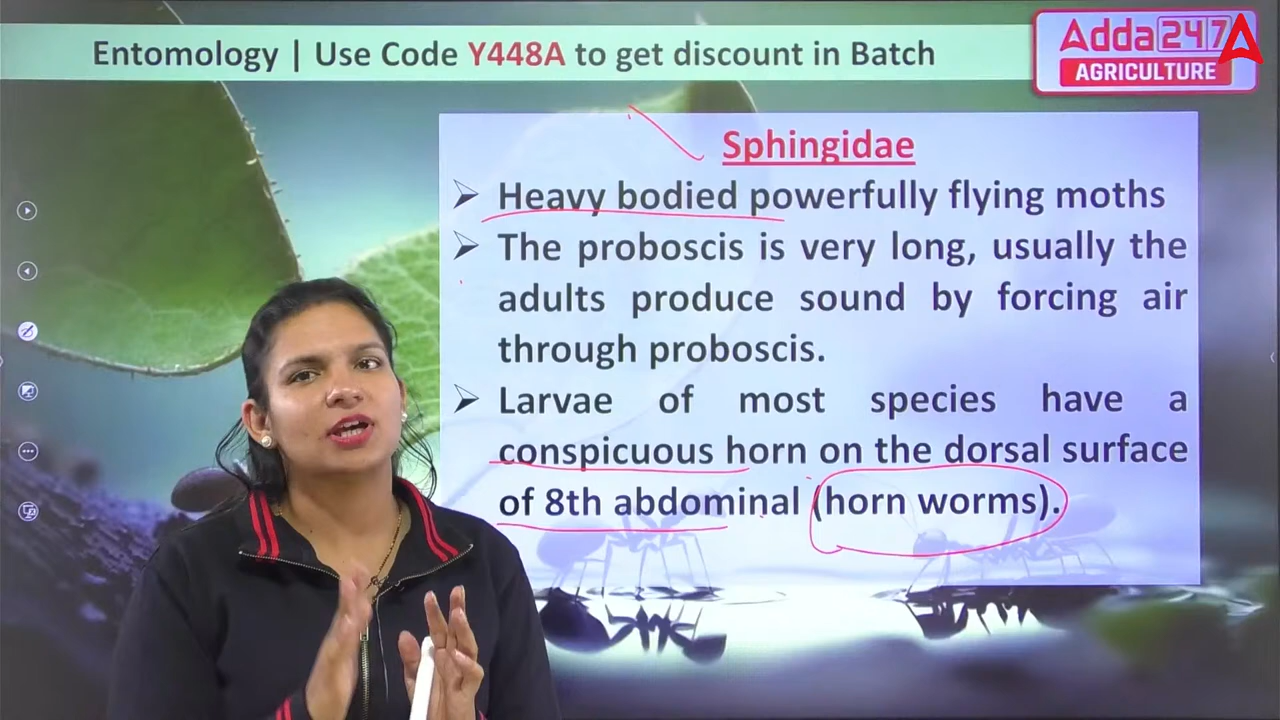 Entomology | Use Code Y448A to get discount in Batch
Adda247
AGRICULTURE
Sphingidae
➢ Heavy bodied powerfully flying moths
➢ The proboscis is very long, usually the
adults produce sound by forcing air
through proboscis.
➢ Larvae of most species have a
conspicuous horn on the dorsal surface
of 8th abdominal (horn worms).